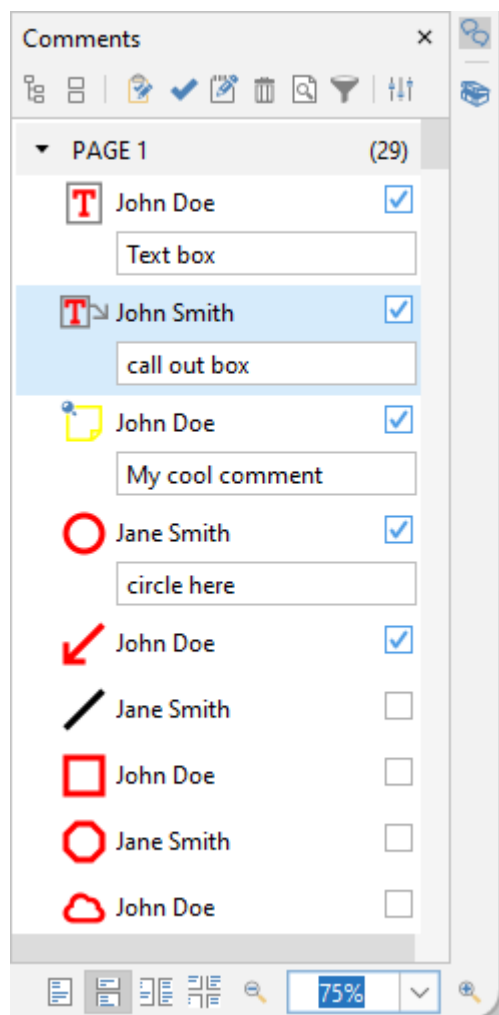 Comments
PAGE 1 (29)
T John Doe
Text box
T John Smith
call out box
John Doe
My cool comment
Jane Smith
circle here
John Doe
Jane Smith
John Doe
Jane Smith
John Doe
75%